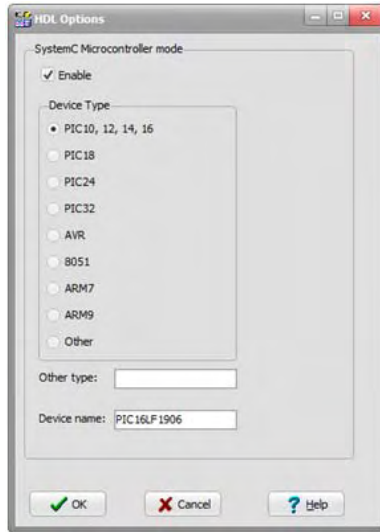 HDL Options
SystemC Microcontroller mode
Enable
Device Type
PIC10, 12, 14, 16
PIC18
PIC24
PIC32
AVR
8051
ARM7
ARM9
Other
Other type:
Device name: PIC16LF1906
OK Cancel Help